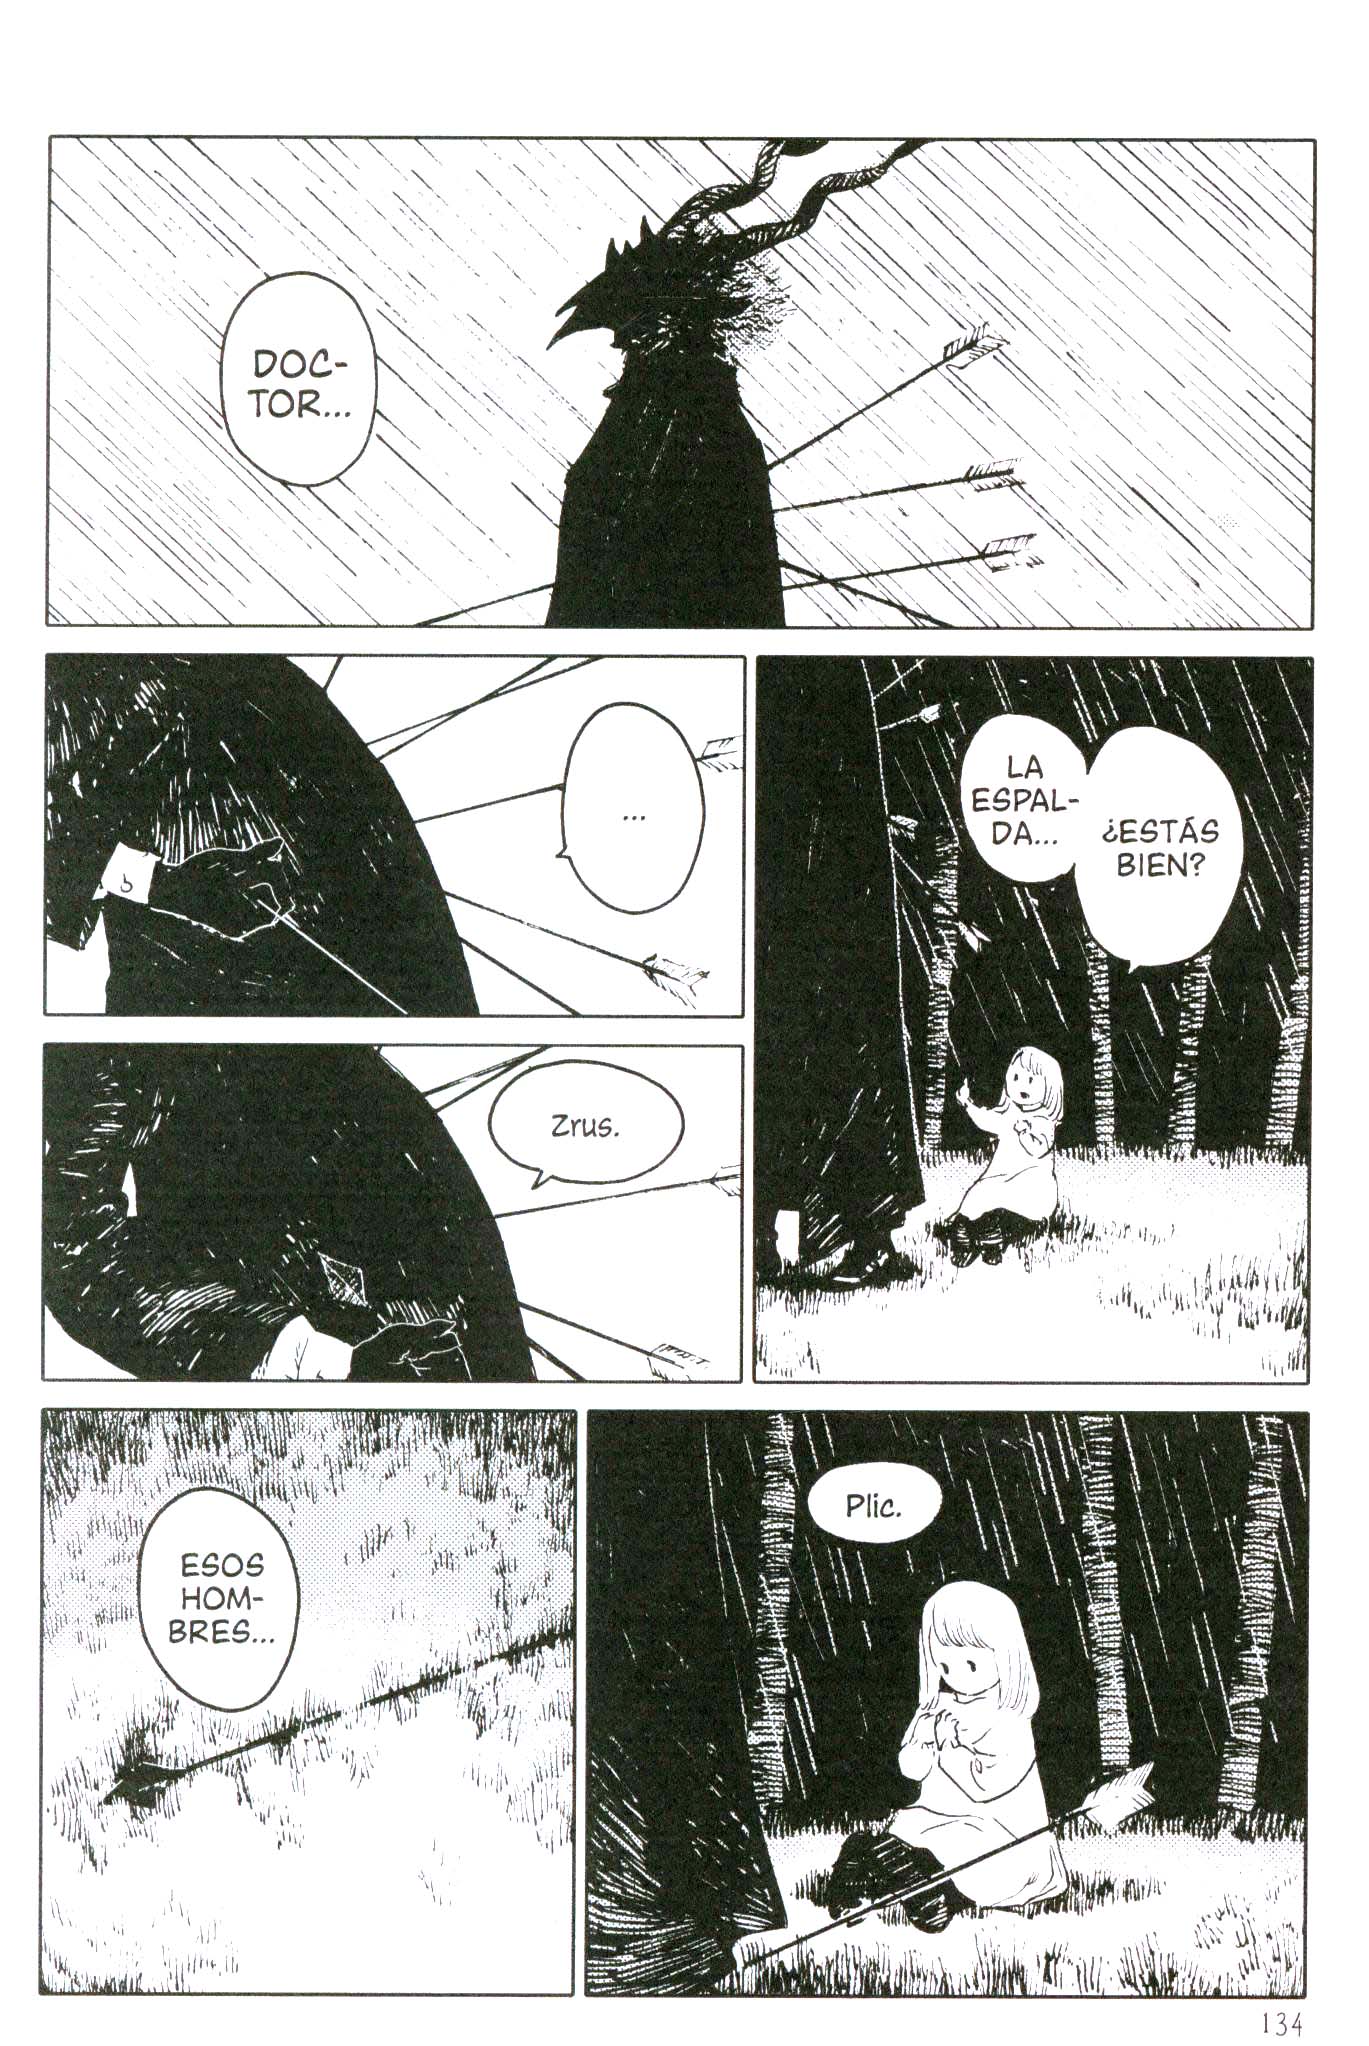 DOC-
TOR...
¿ESTÁS
BIEN?
LA
ESPAL-
DA...
...
Zrus.
Plic.
ESOS
HOM-
BRES...
134